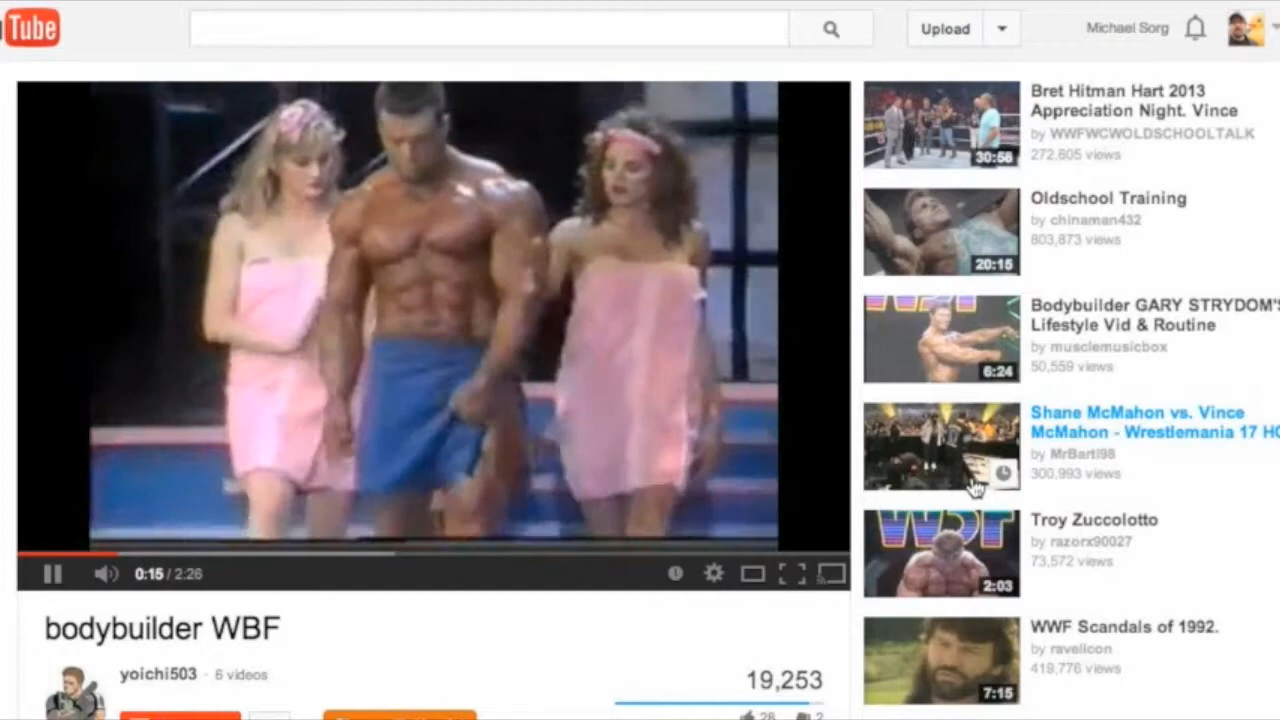 Tube
Upload
Michael Sorg
Bret Hitman Hart 2013
Appreciation Night. Vince
by WWFWCWOLDSCHOOLTALK
272,605 views
30:58
Oldschool Training
by chinaman432
803,873 views
20:15
Bodybuilder GARY STRYDOM'S
Lifestyle Vid & Routine
by musclemusicbox
50,559 views
6:24
Shane McMahon vs. Vince
McMahon - Wrestlemania 17 HQ
by MrBartl98
300,993 views
Troy Zuccolotto
by razorx90027
73,572 views
2:03
WWF Scandals of 1992.
by ravelicon
419,776 views
7:15
0:15 / 2:26
bodybuilder WBF
yoichi503 · 6 videos
19,253
28 2